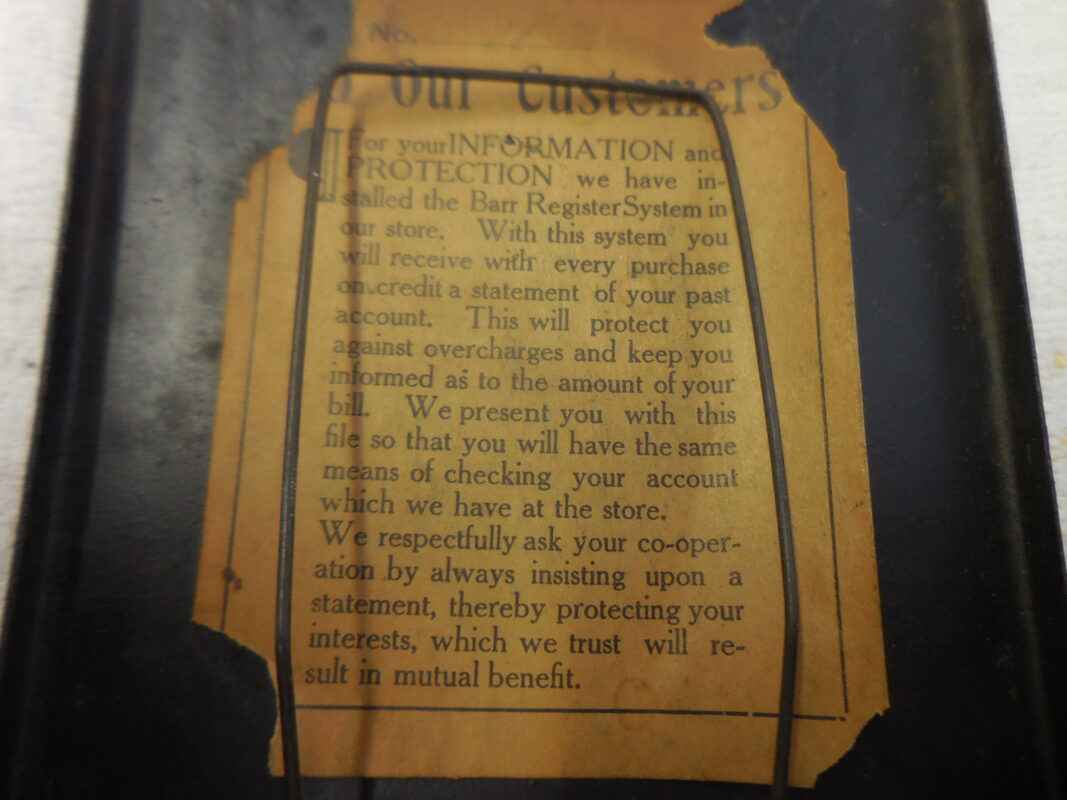 No.
Our Customers
For your INFORMATION and
PROTECTION we have in-
stalled the Barr Register System in
our store. With this system you
will receive with every purchase
on credit a statement of your past
account. This will protect you
against overcharges and keep you
informed as to the amount of your
bill. We present you with this
file so that you will have the same
means of checking your account
which we have at the store.
We respectfully ask your co-oper-
ation by always insisting upon a
statement, thereby protecting your
interests, which we trust will re-
sult in mutual benefit.